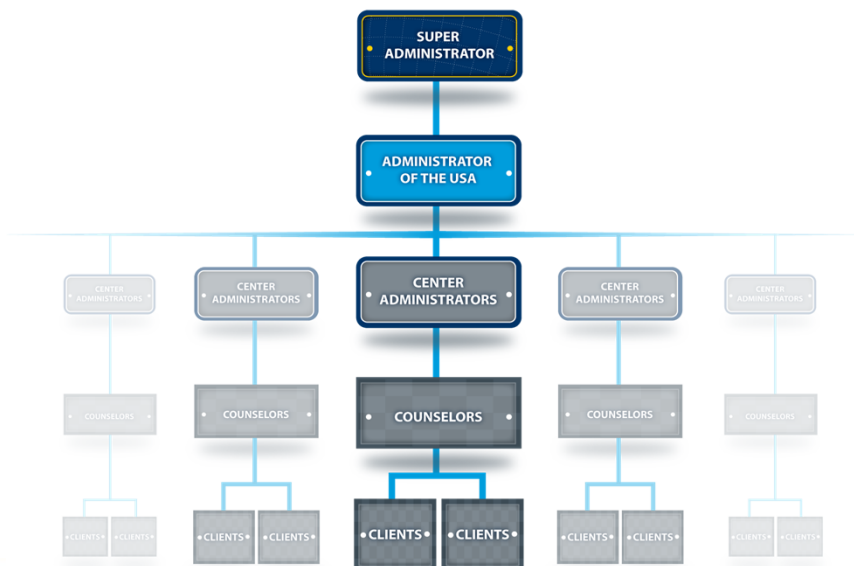 SUPER
ADMINISTRATOR
ADMINISTRATOR
OF THE USA
CENTER
ADMINISTRATORS
CENTER
ADMINISTRATORS
CENTER
ADMINISTRATORS
CENTER
ADMINISTRATORS
CENTER
ADMINISTRATORS
COUNSELORS
COUNSELORS
COUNSELORS
COUNSELORS
COUNSELORS
CLIENTS
CLIENTS
CLIENTS
CLIENTS
CLIENTS
CLIENTS
CLIENTS
CLIENTS
CLIENTS
CLIENTS